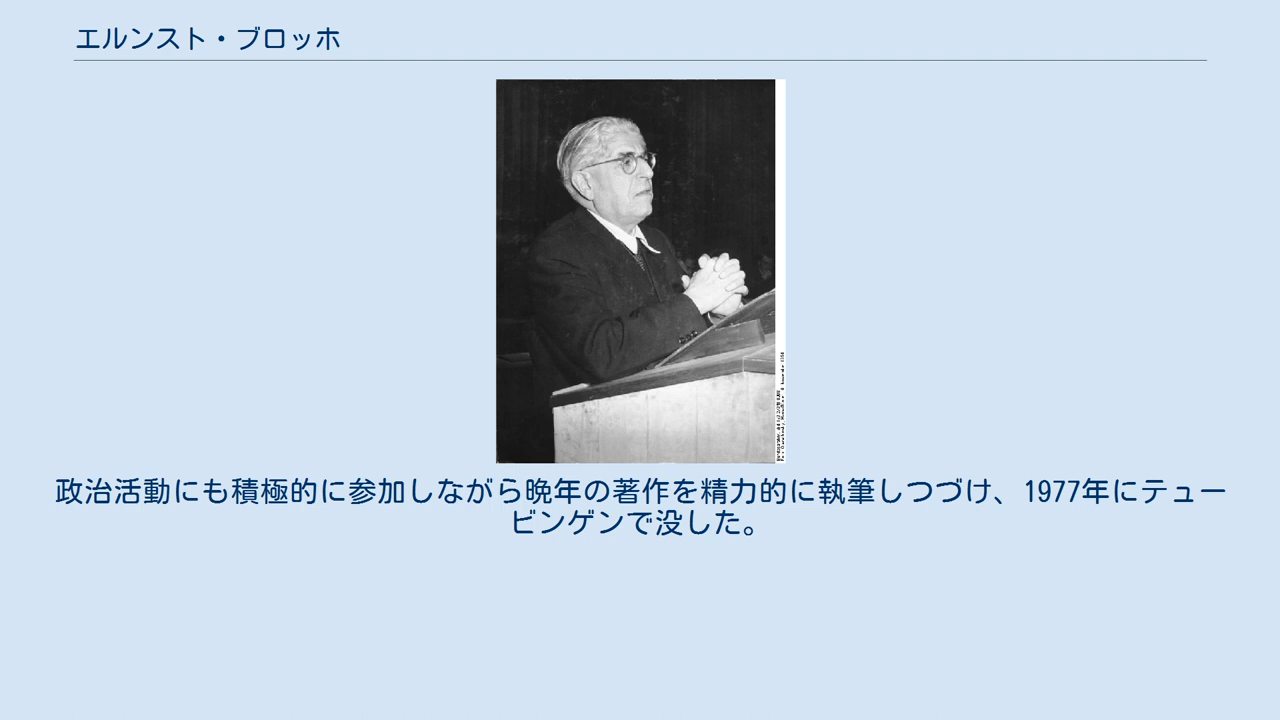 エルンスト・ブロッホ
政治活動にも積極的に参加しながら晩年の著作を精力的に執筆しつづけ、1977年にテュー
ビンゲンで没した。